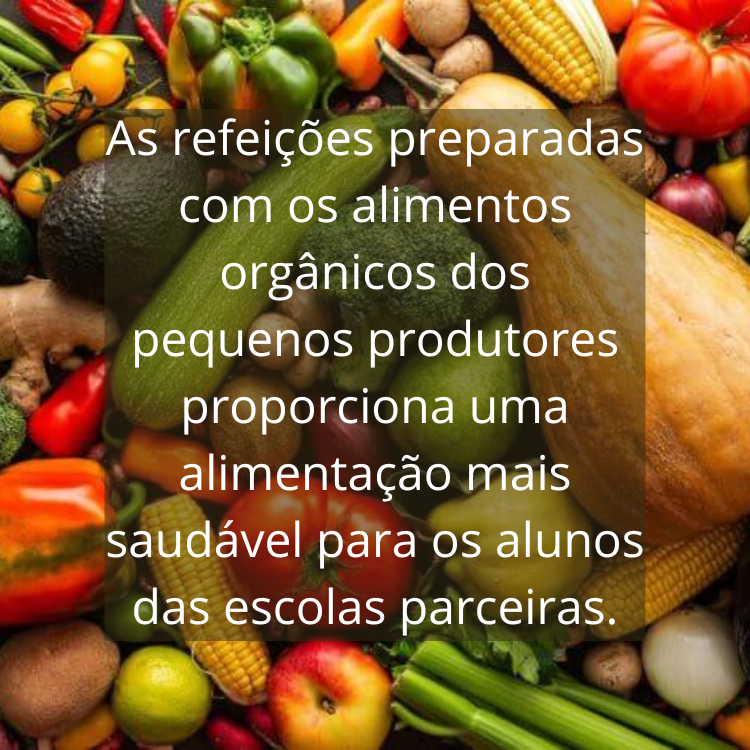 As refeições preparadas
com os alimentos
orgânicos dos
pequenos produtores
proporciona uma
alimentação mais
saudável para os alunos
das escolas parceiras.